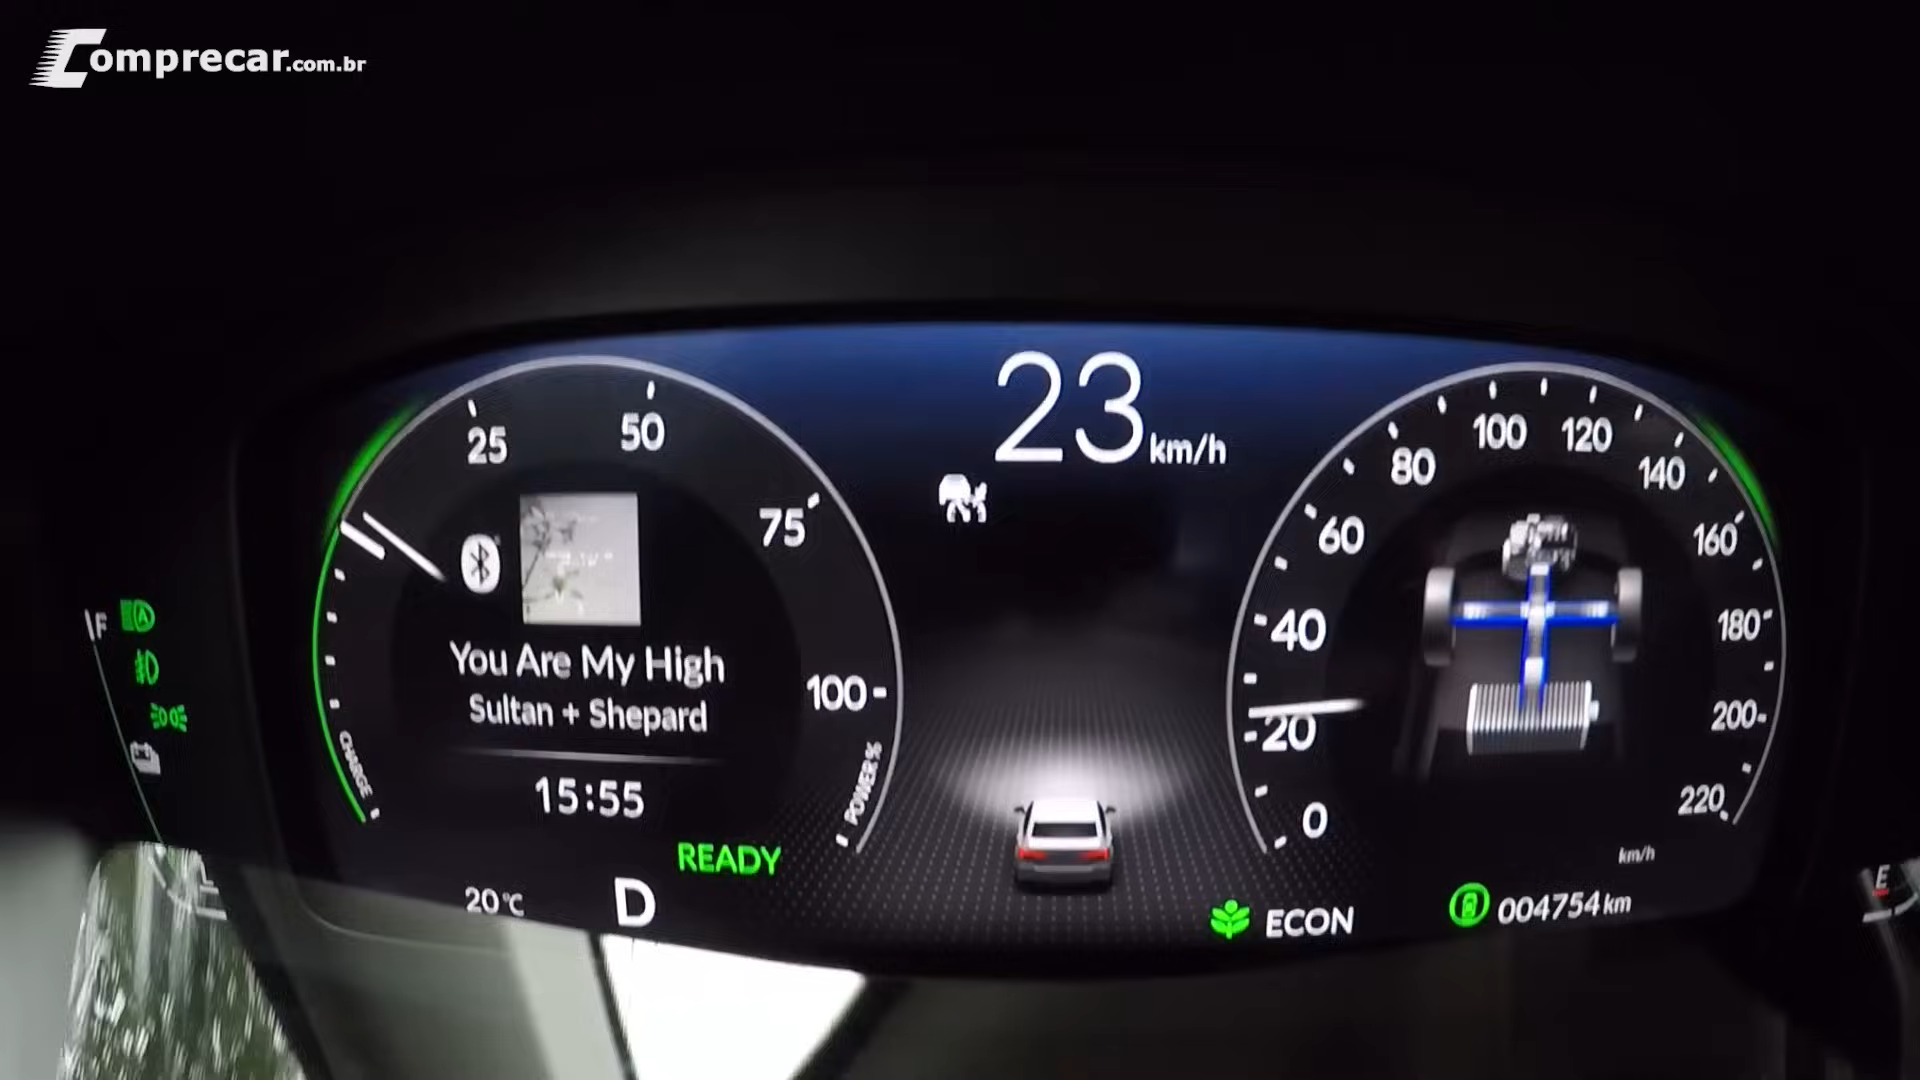 Comprecar.com.br
23 km/h
25
50
75
100
POWER %
CHARGE
You Are My High
Sultan + Shepard
15:55
READY
20°C
D
F
A
0
20
40
60
80
100
120
140
160
180
200
220
km/h
ECON
004754 km
E